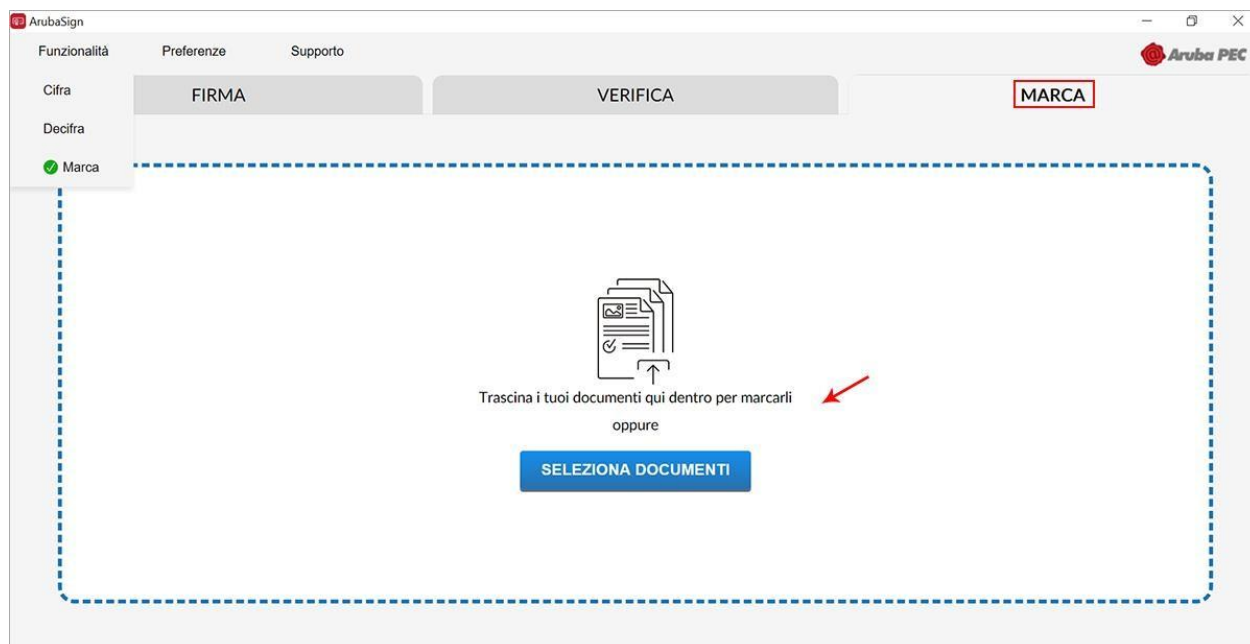 ArubaSign
Funzionalità Preferenze Supporto
Aruba PEC
Cifra
FIRMA VERIFICA MARCA
Decifra
Marca
Trascina i tuoi documenti qui dentro per marcarli
oppure
SELEZIONA DOCUMENTI